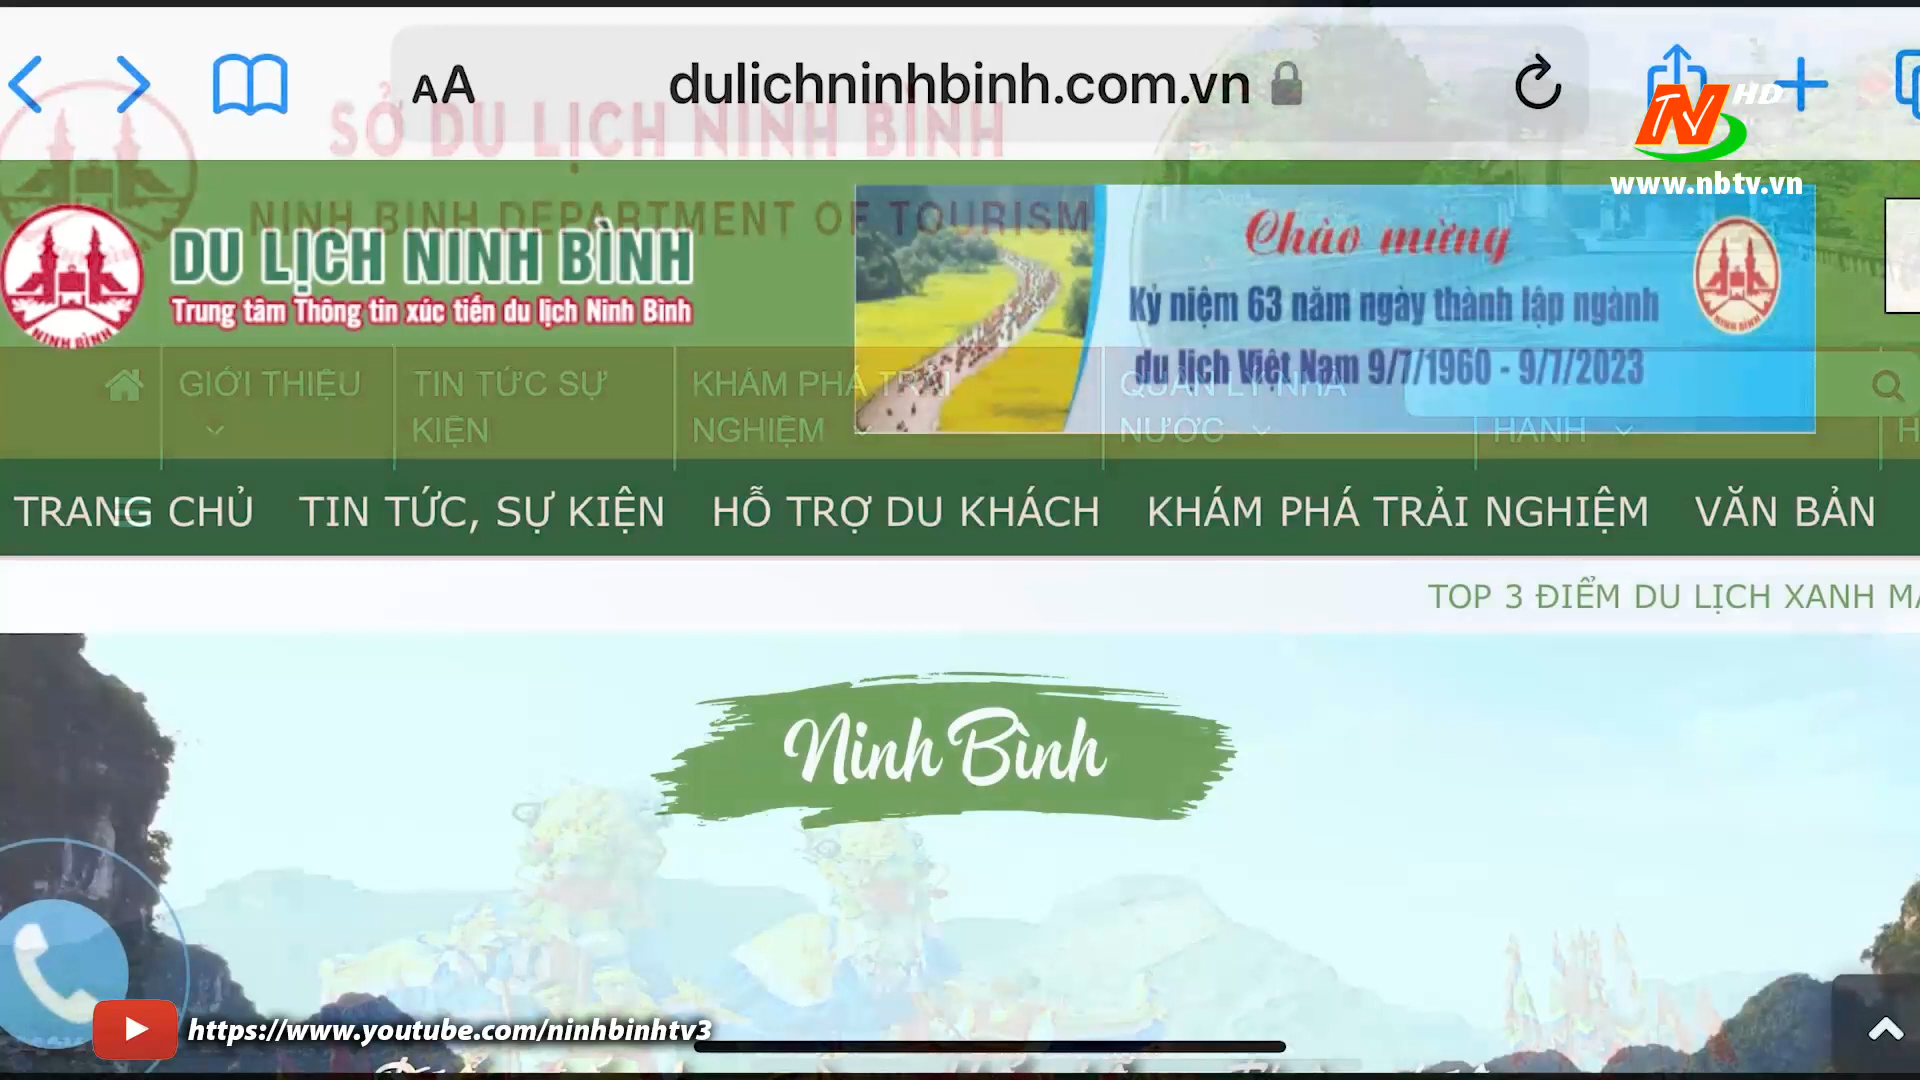 AA
dulichninhbinh.com.vn
HD
www.nbtv.vn
SỞ DU LỊCH NINH BÌNH
NINH BINH DEPARTMENT OF TOURISM
DU LỊCH NINH BÌNH
Trung tâm Thông tin xúc tiến du lịch Ninh Bình
NINH BÌNH
Chào mừng
Kỷ niệm 63 năm ngày thành lập ngành
du lịch Việt Nam 9/7/1960 - 9/7/2023
NINH BÌNH
GIỚI THIỆU
TIN TỨC SỰ
KIỆN
KHÁM PHÁ TRẢI
NGHIỆM
QUẢN LÝ NHÀ
NƯỚC
HÀNH
TRANG CHỦ
TIN TỨC, SỰ KIỆN
HỖ TRỢ DU KHÁCH
KHÁM PHÁ TRẢI NGHIỆM
VĂN BẢN
TOP 3 ĐIỂM DU LỊCH XANH
Ninh Bình
https://www.youtube.com/ninhbinhtv3